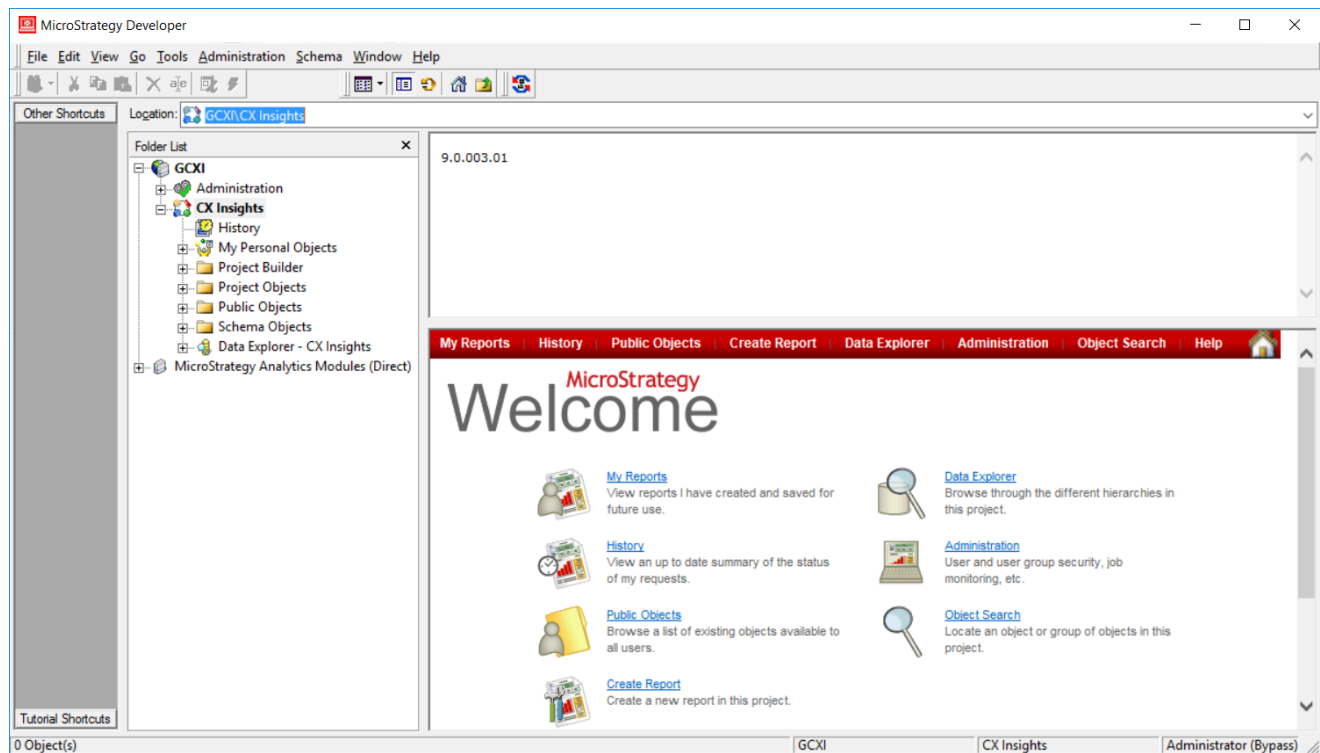 MicroStrategy Developer
File Edit View Go Tools Administration Schema Window Help
Other Shortcuts
Location: GCXI\CX Insights
Folder List
GCXI
Administration
CX Insights
History
My Personal Objects
Project Builder
Project Objects
Public Objects
Schema Objects
Data Explorer - CX Insights
MicroStrategy Analytics Modules (Direct)
Tutorial Shortcuts
9.0.003.01
My Reports History Public Objects Create Report Data Explorer Administration Object Search Help
MicroStrategy
Welcome
My Reports
View reports I have created and saved for
future use.
History
View an up to date summary of the status
of my requests.
Public Objects
Browse a list of existing objects available to
all users.
Create Report
Create a new report in this project.
Data Explorer
Browse through the different hierarchies in
this project.
Administration
User and user group security, job
monitoring, etc.
Object Search
Locate an object or group of objects in this
project.
0 Object(s) GCXI CX Insights Administrator (Bypass)